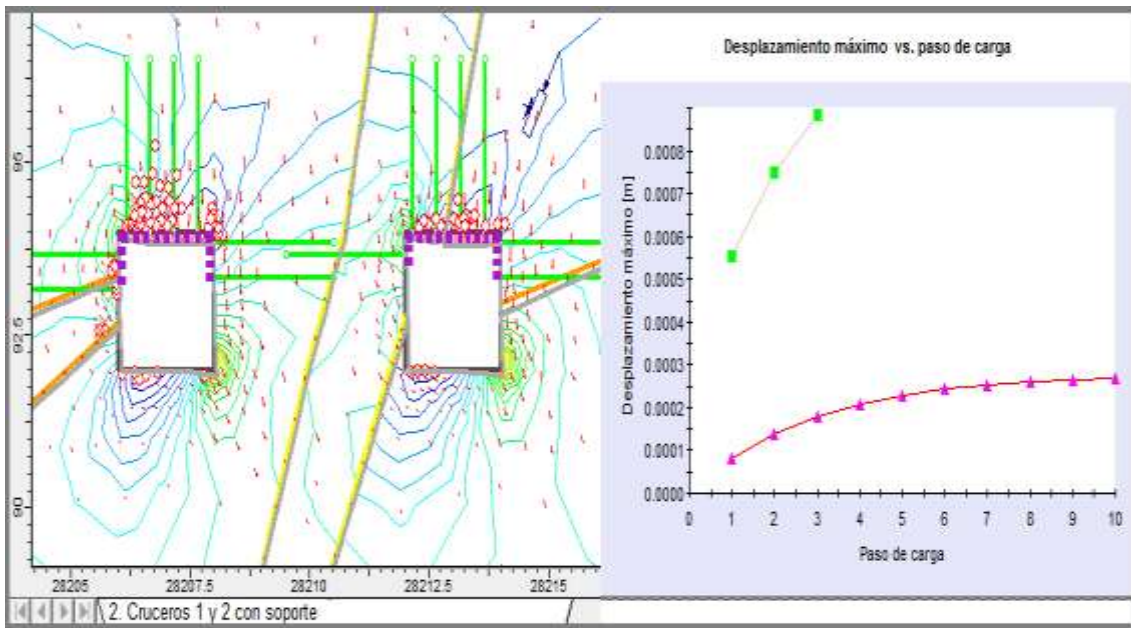 95
92.5
90
28205 28207.5 28210 28212.5 28215
2. Cruceros 1 y 2 con soporte
Desplazamiento máximo vs. paso de carga
Desplazamiento máximo [m]
0.0008
0.0007
0.0006
0.0005
0.0004
0.0003
0.0002
0.0001
0.0000
0 1 2 3 4 5 6 7 8 9 10
Paso de carga